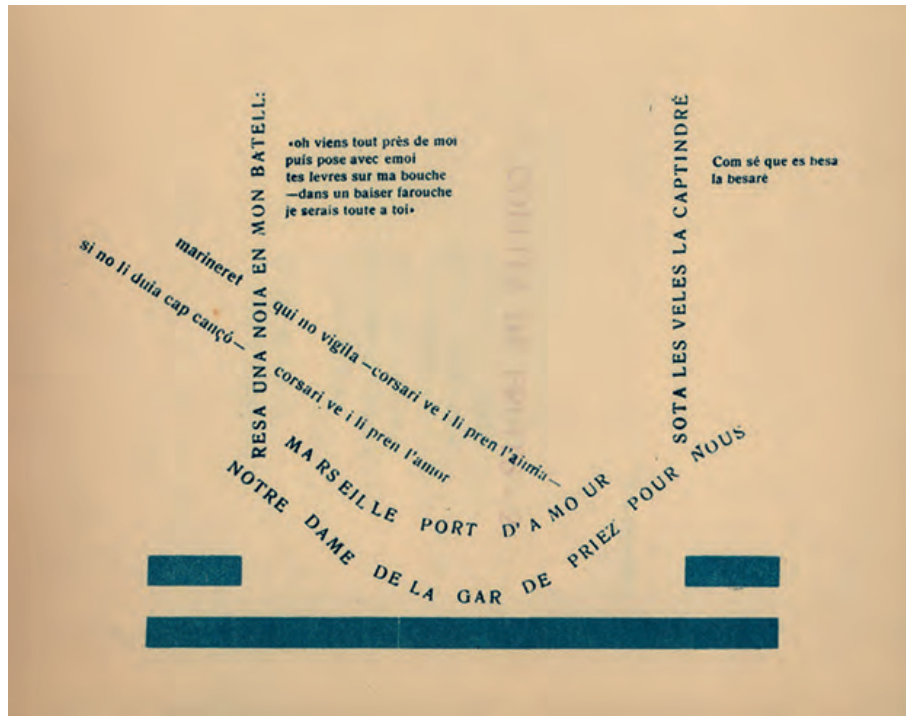 RESA UNA NOIA EN MON BATELL:
«oh viens tout près de moi
puis pose avec emoi
tes levres sur ma bouche
—dans un baiser farouche
je serais toute a toi»
SOTA LES VELES LA CAPTINDRÉ
Com sé que es besa
la besaré
marineret qui no vigila—corsari ve i li pren l'aimia—
si no li duia cap cançó— corsari ve i li pren l'amor
MARSEILLE PORT D'AMOUR
NOTRE DAME DE LA GAR DE PRIEZ POUR NOUS